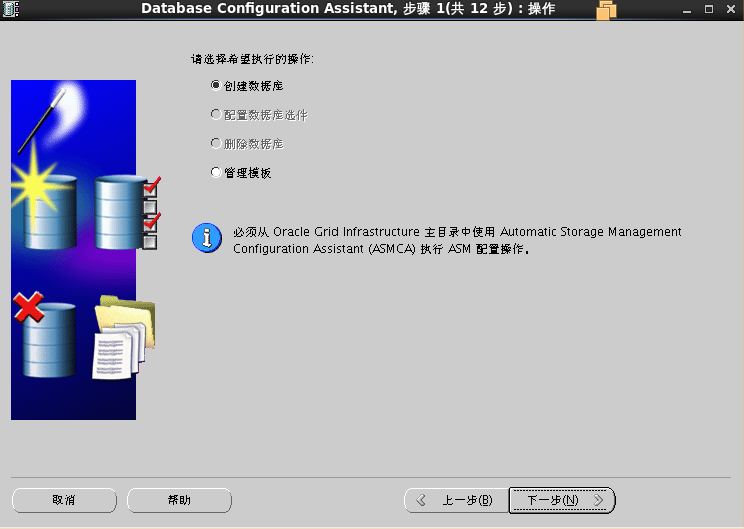 Database Configuration Assistant, 步骤 1(共 12 步) : 操作
请选择希望执行的操作:
创建数据库
配置数据库选件
删除数据库
管理模板
必须从 Oracle Grid Infrastructure 主目录中使用 Automatic Storage Management
Configuration Assistant (ASMCA) 执行 ASM 配置操作。
取消
帮助
上一步(B)
下一步(N)